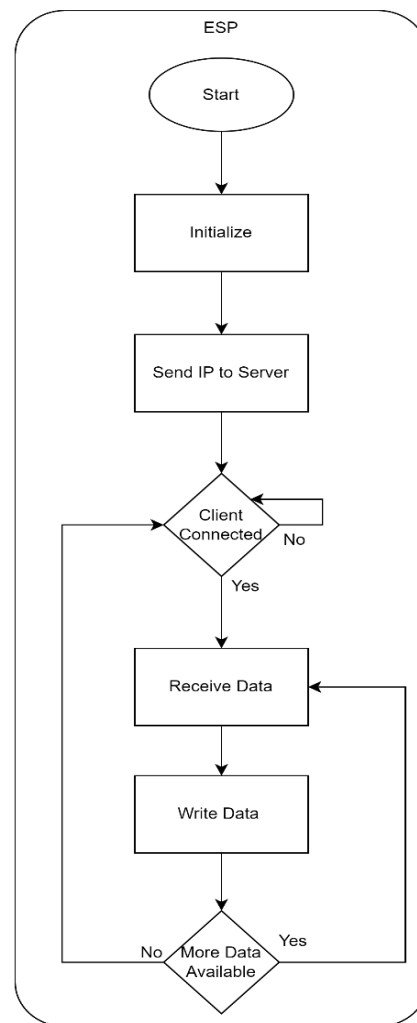 ESP
Start
Initialize
Send IP to Server
Client
Connected
No
Yes
Receive Data
Write Data
No
More Data
Available
Yes